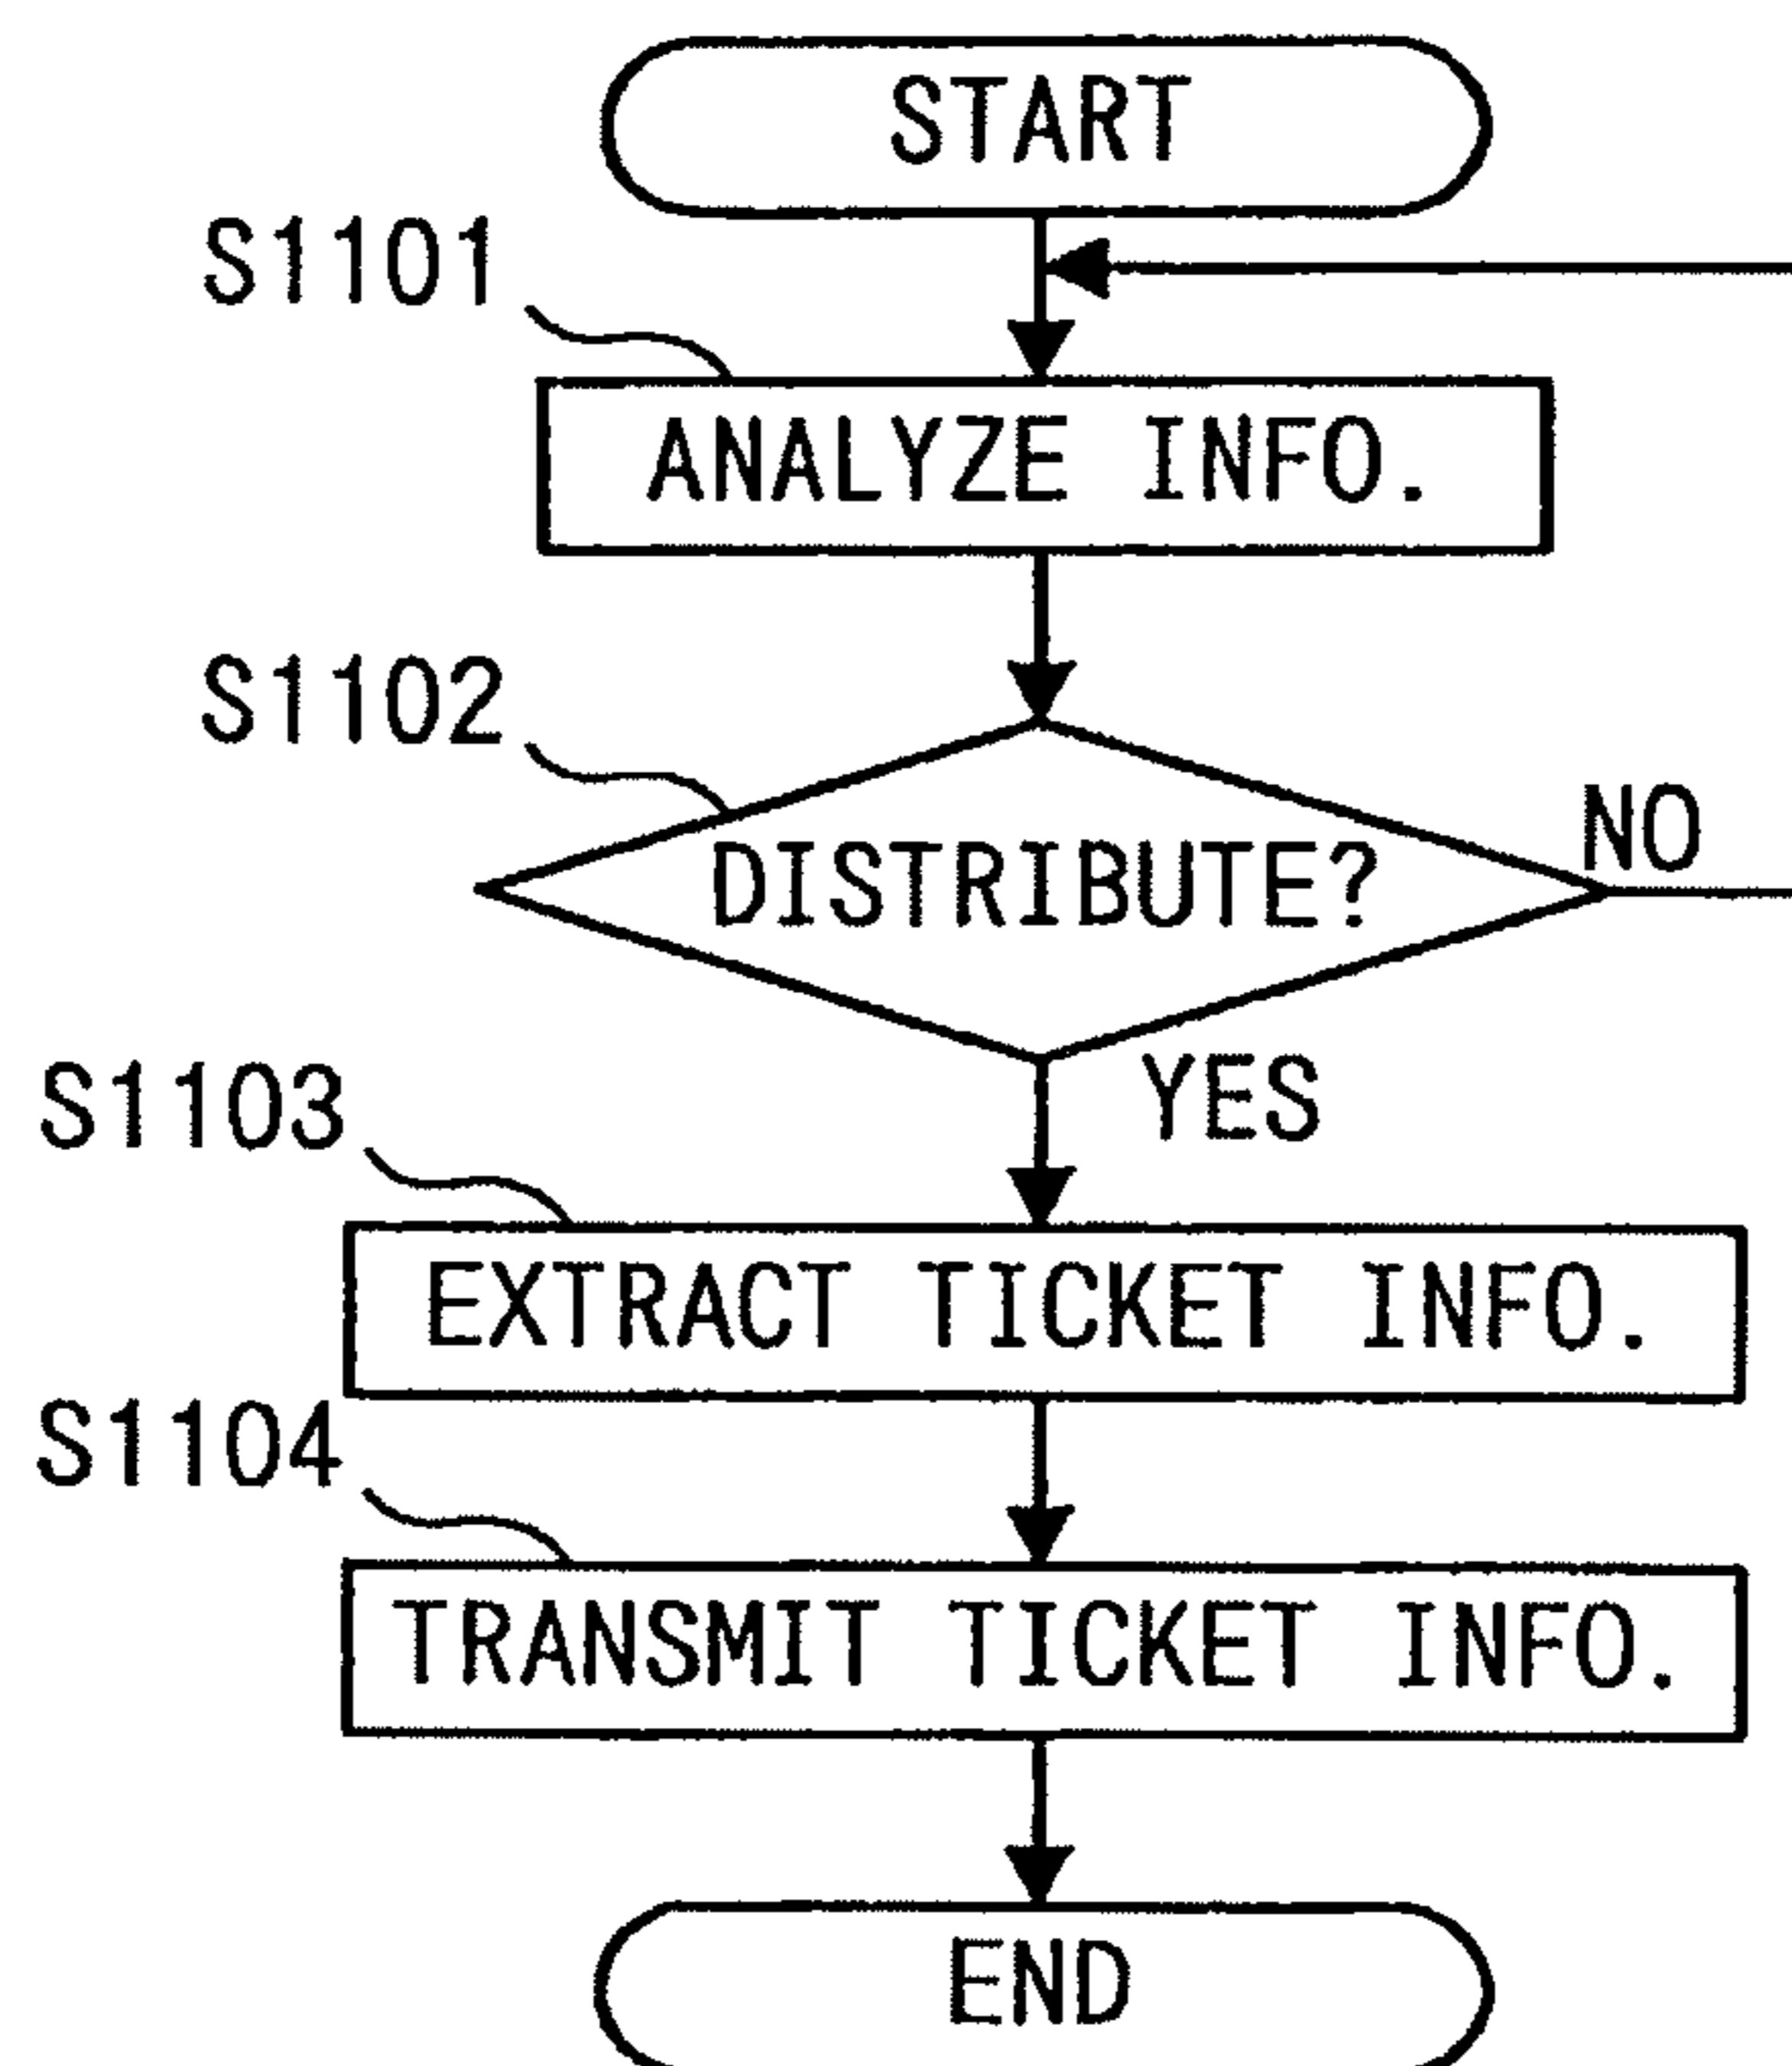 START
S1101
ANALYZE INFO.
S1102
DISTRIBUTE?
NO
YES
S1103
EXTRACT TICKET INFO.
S1104
TRANSMIT TICKET INFO.
END